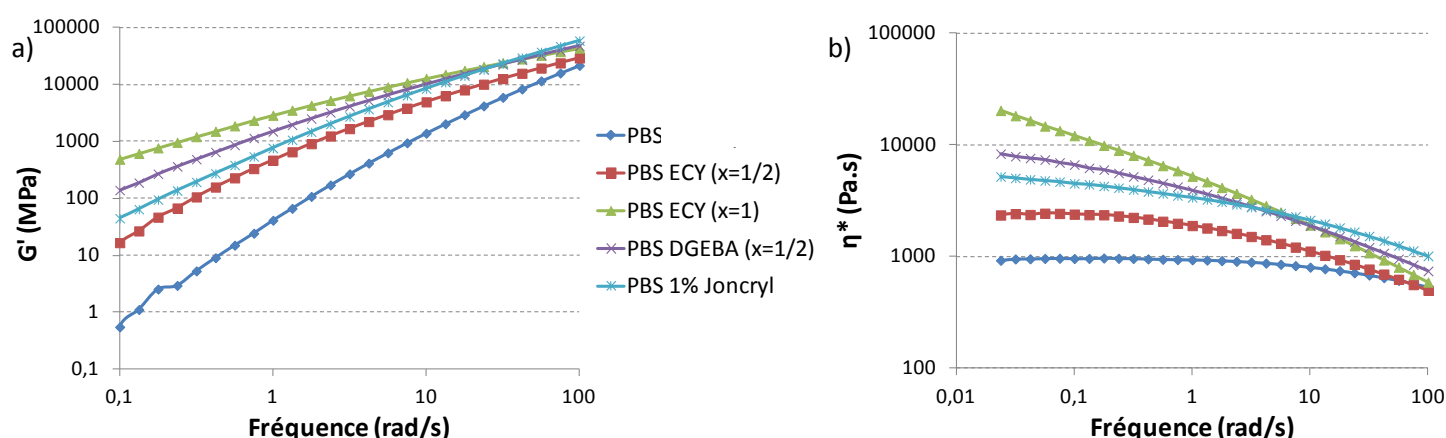 a)
G' (MPa)
100000
10000
1000
100
10
1
0,1
0,1
1
10
100
Fréquence (rad/s)
PBS
PBS ECY (x=1/2)
PBS ECY (x=1)
PBS DGEBA (x=1/2)
PBS 1% Joncryl
b)
η* (Pa.s)
100000
10000
1000
100
0,01
0,1
1
10
100
Fréquence (rad/s)